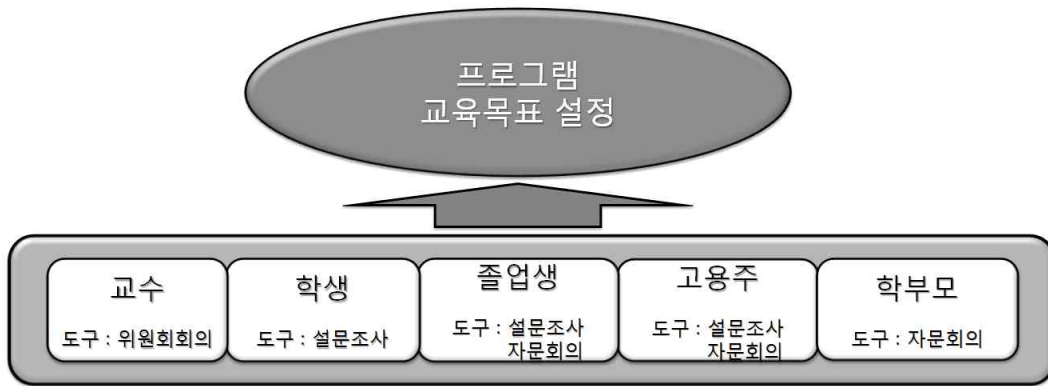 프로그램
교육목표 설정
교수
도구 : 위원회회의
학생
도구 : 설문조사
졸업생
도구 : 설문조사
자문회의
고용주
도구 : 설문조사
자문회의
학부모
도구 : 자문회의